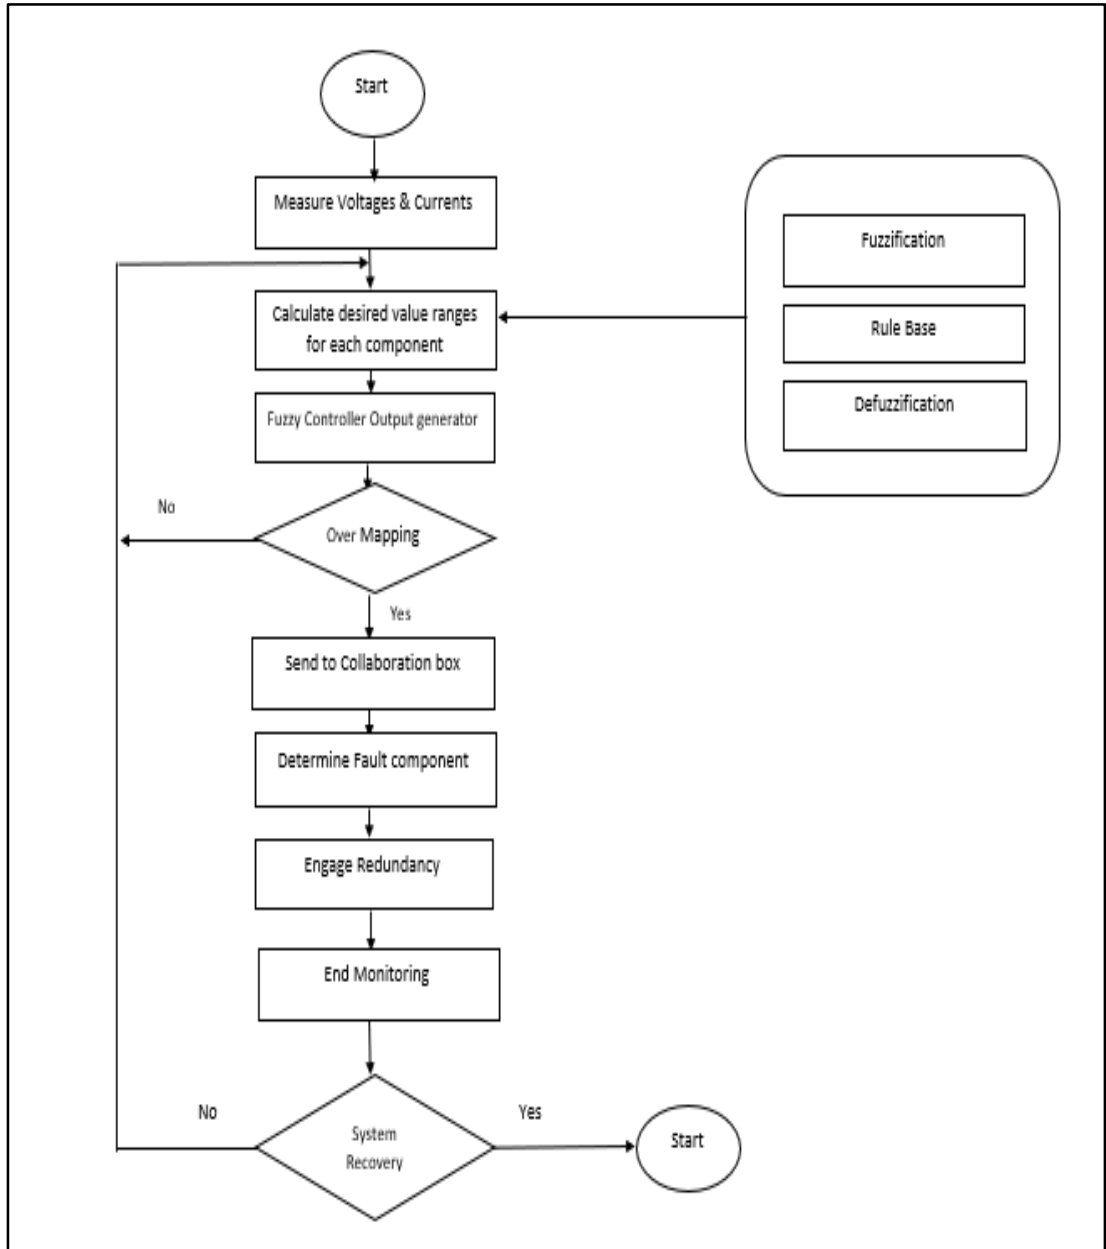 Start
Measure Voltages & Currents
Calculate desired value ranges
for each component
Fuzzy Controller Output generator
Fuzzification
Rule Base
Defuzzification
No
Over Mapping
Yes
Send to Collaboration box
Determine Fault component
Engage Redundancy
End Monitoring
No
System
Recovery
Yes
Start